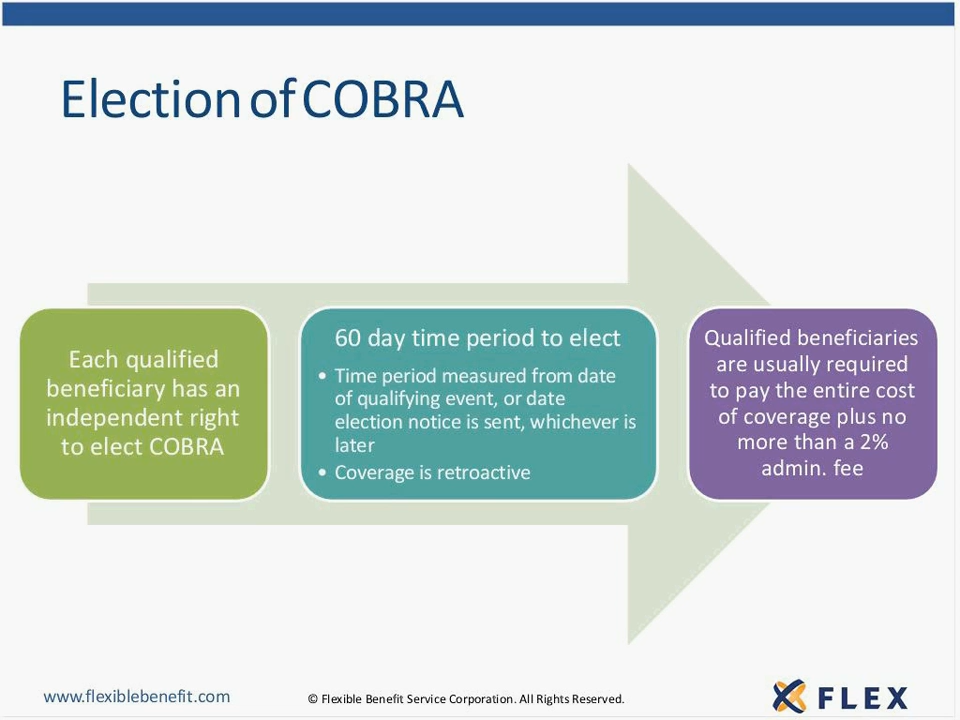 Election of COBRA
Each qualified
beneficiary has an
independent right
to elect COBRA
60 day time period to elect
• Time period measured from date
of qualifying event, or date
election notice is sent, whichever is
later
• Coverage is retroactive
Qualified beneficiaries
are usually required
to pay the entire cost
of coverage plus no
more than a 2%
admin. fee
www.flexiblebenefit.com
© Flexible Benefit Service Corporation. All Rights Reserved.
FLEX